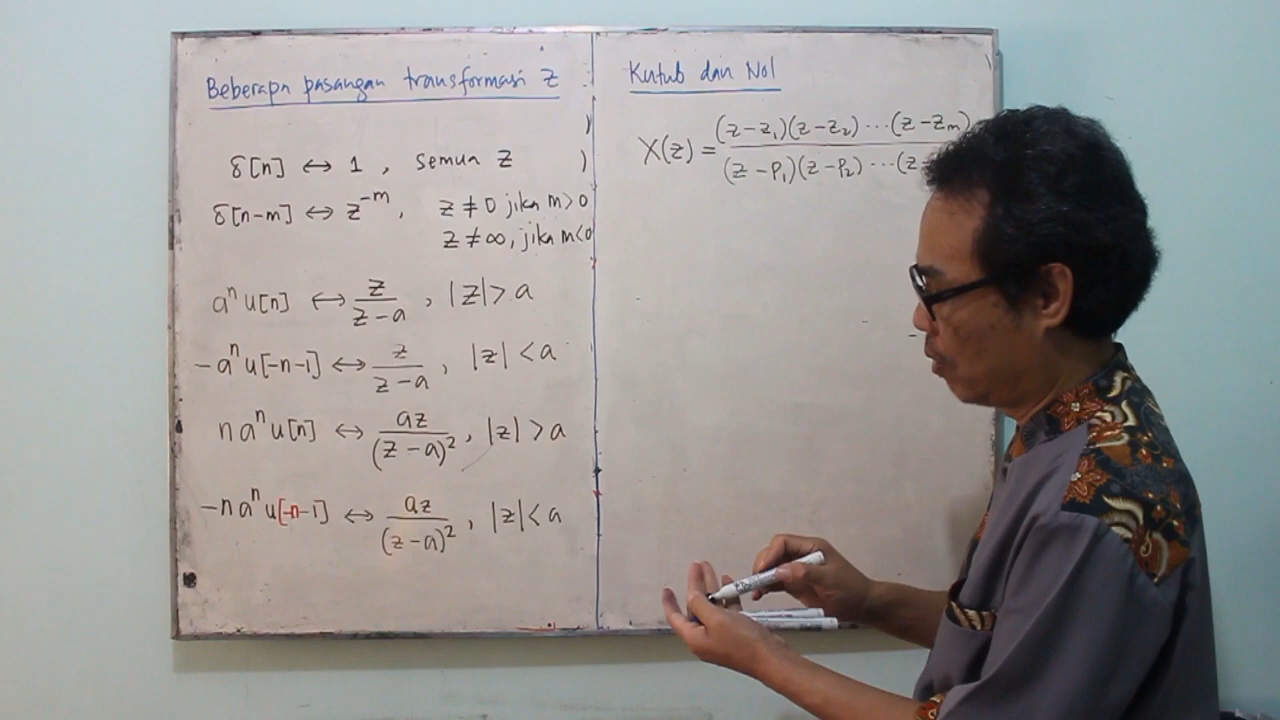 Beberapa pasangan transformasi Z
δ[n] ↔ 1 , semua Z
δ[n-m] ↔ z^-m, z ≠ 0 jika m>0
z ≠ ∞, jika m<0
a^n u[n] ↔ z/(z-a) , |z| > a
-a^n u[-n-1] ↔ z/(z-a) , |z| < a
n a^n u[n] ↔ az/(z-a)^2 , |z| > a
-n a^n u[-n-1] ↔ az/(z-a)^2 , |z| < a
Kutub dan Nol
X(z) = (z-z₁)(z-z₂)...(z-zₘ)
(z-p₁)(z-p₂)...(z-